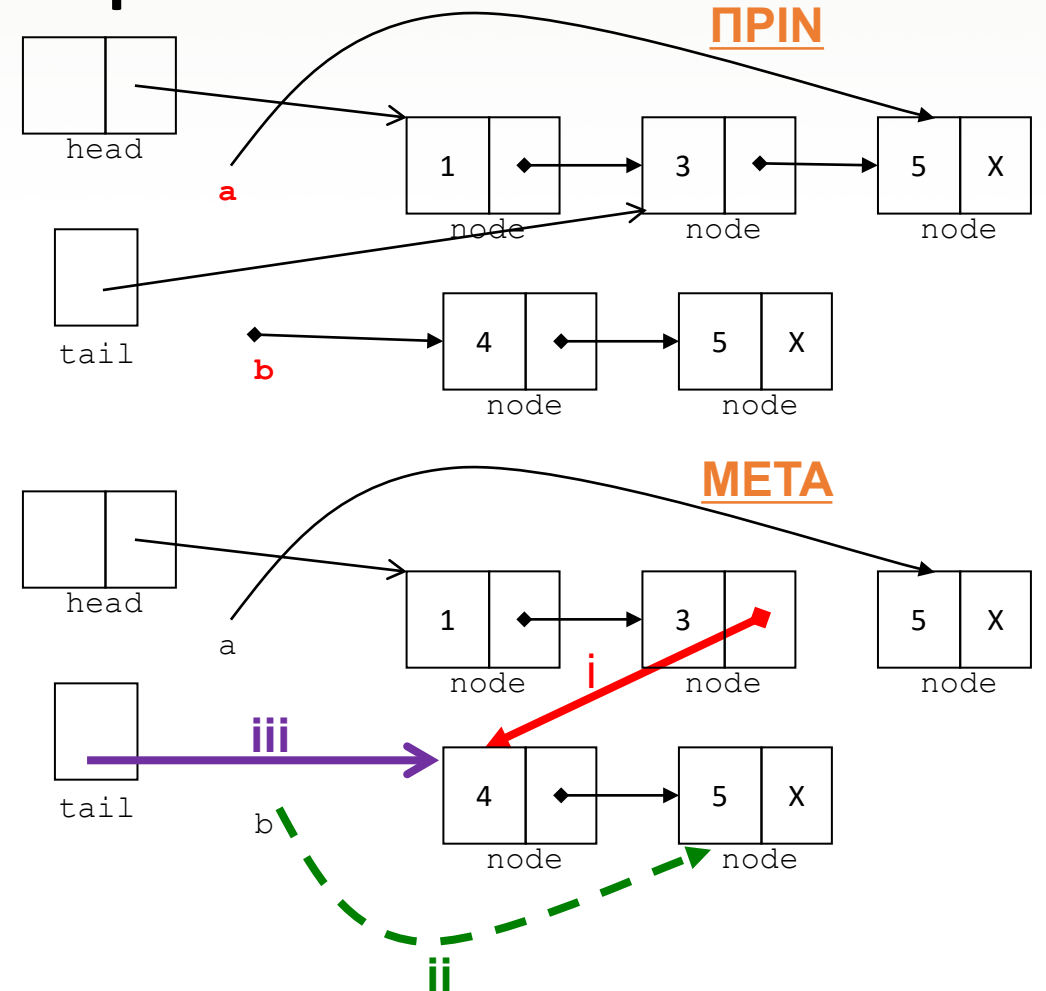 ΠΡΙΝ
head
a
1
3
5 X
node
node
node
tail
b
4
5 X
node
node
ΜΕΤΑ
head
a
1
3
5 X
node
node
node
i
iii
tail
b
4
5 X
node
node
ii